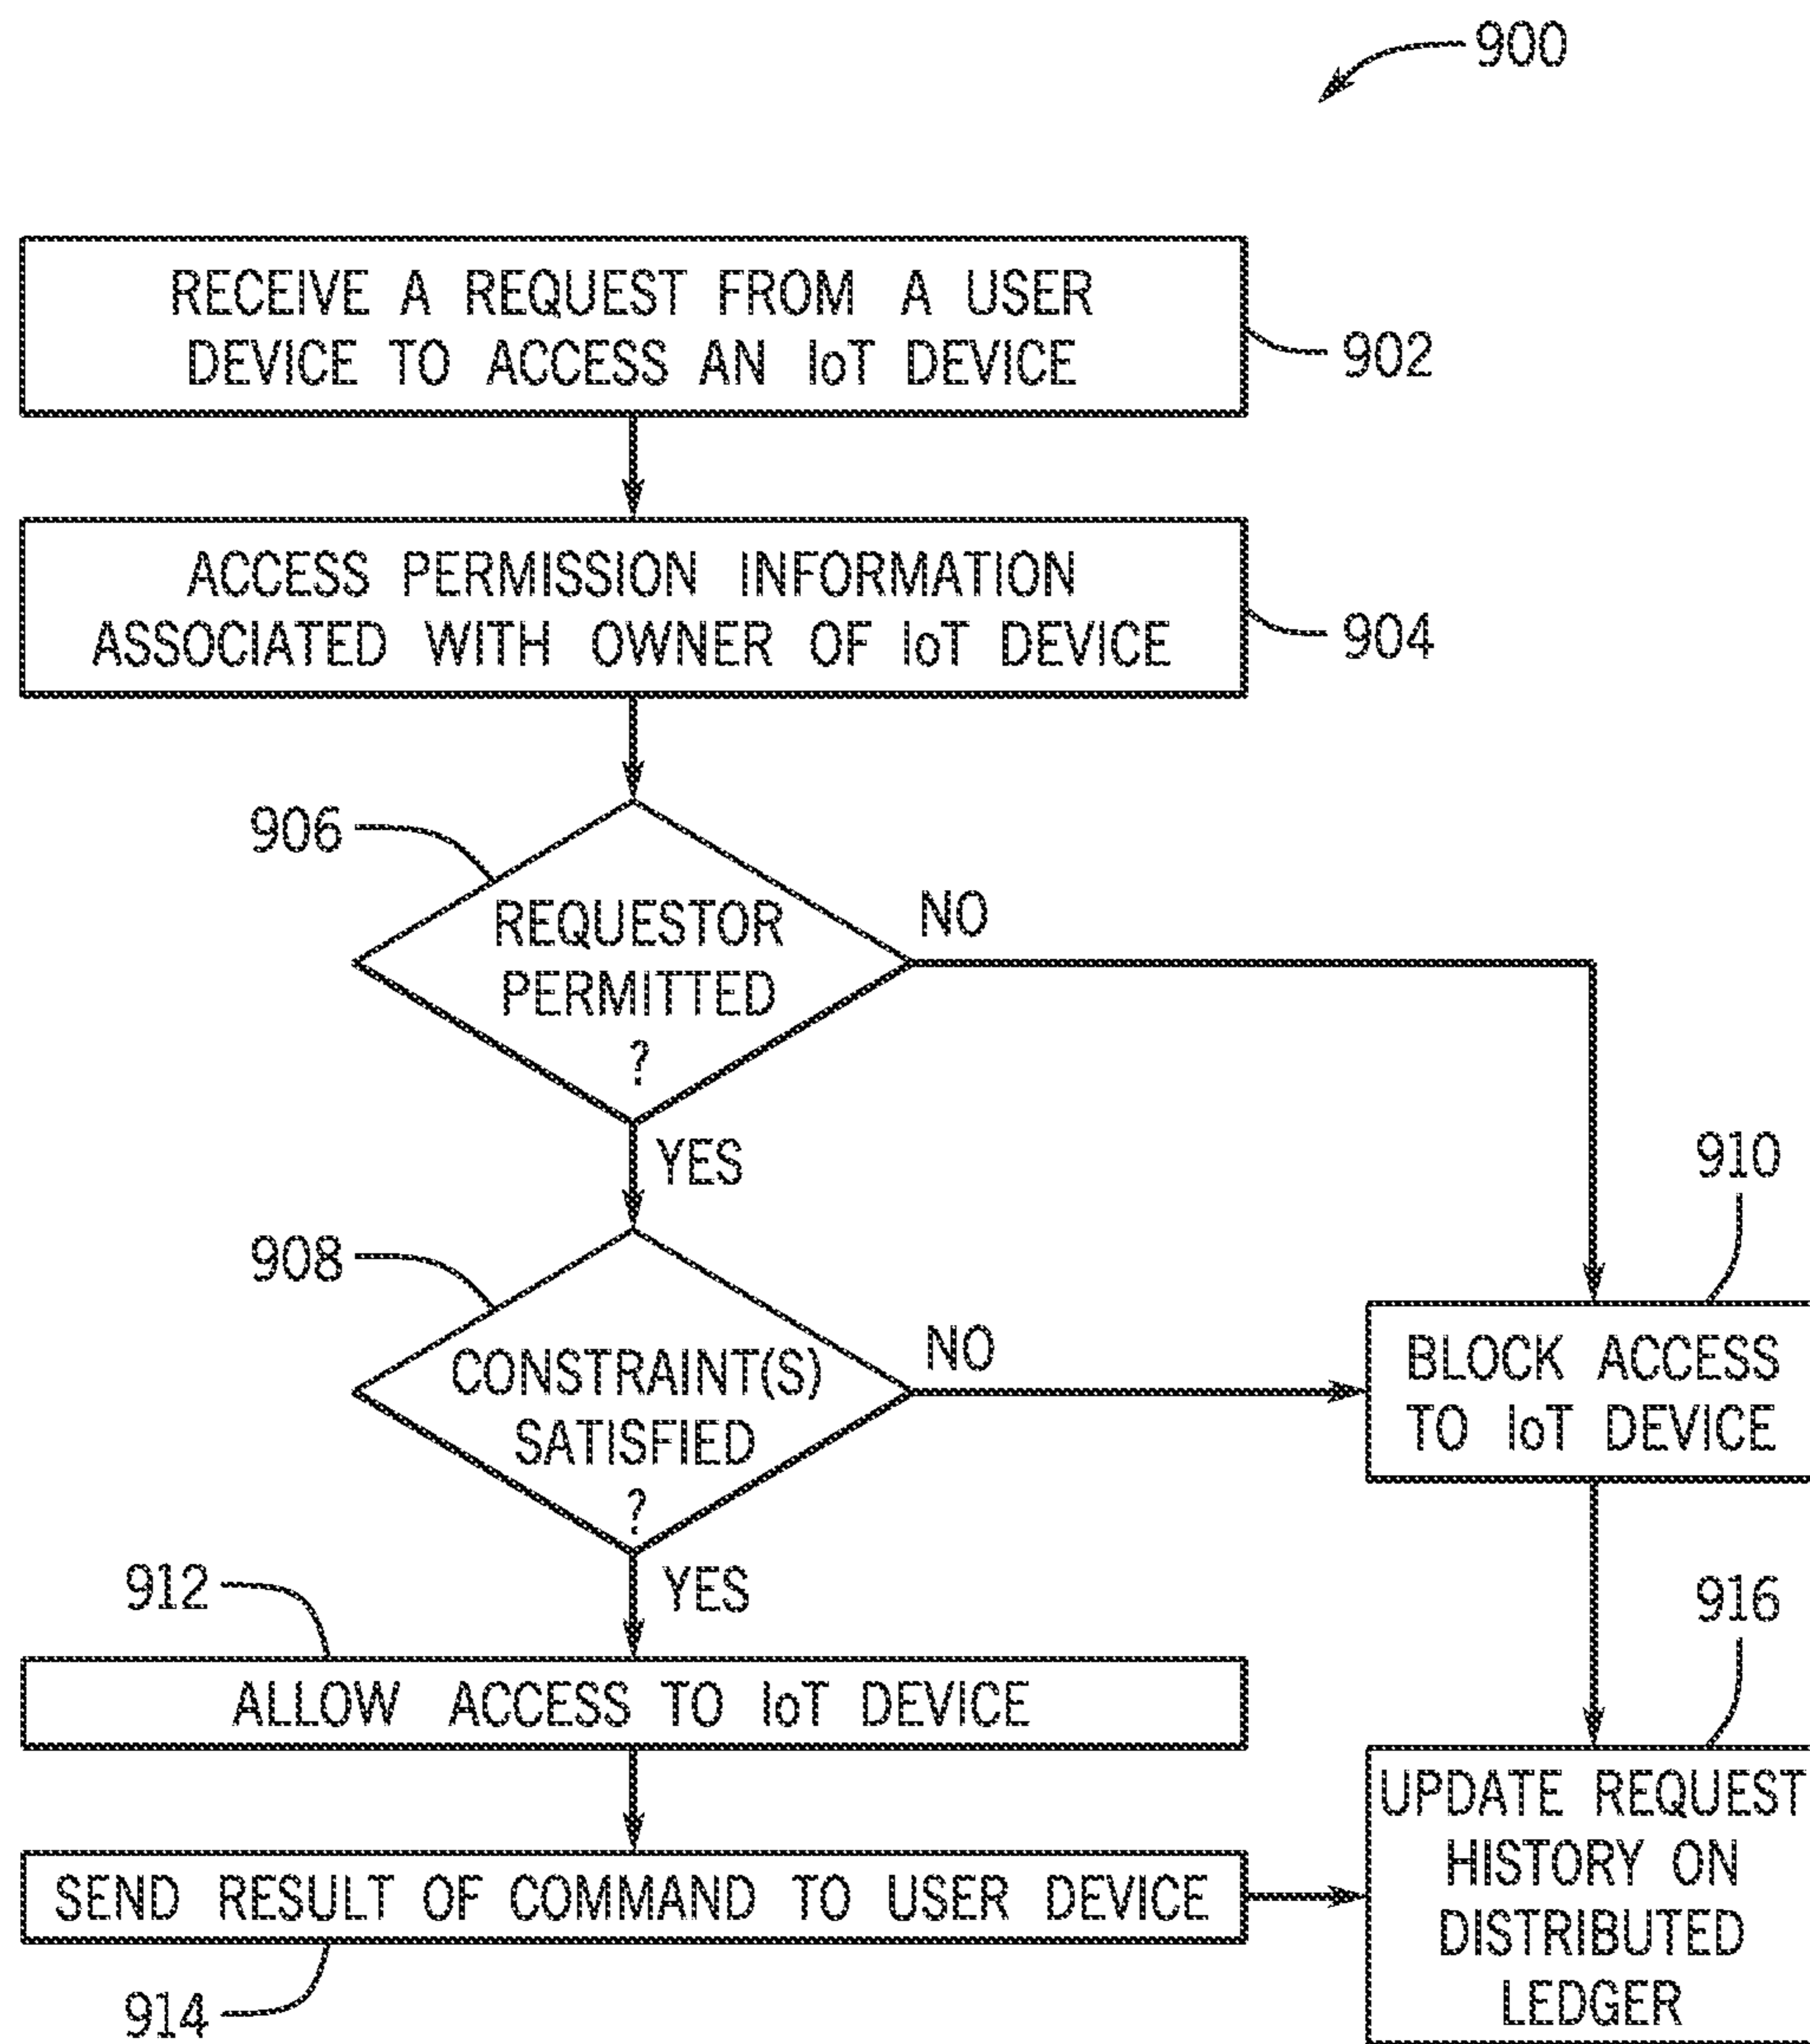 900
RECEIVE A REQUEST FROM A USER
DEVICE TO ACCESS AN IoT DEVICE
902
ACCESS PERMISSION INFORMATION
ASSOCIATED WITH OWNER OF IoT DEVICE
904
906
REQUESTOR
PERMITTED
?
NO
YES
908
CONSTRAINT(S)
SATISFIED
?
NO
YES
910
BLOCK ACCESS
TO IoT DEVICE
912
ALLOW ACCESS TO IoT DEVICE
SEND RESULT OF COMMAND TO USER DEVICE
914
916
UPDATE REQUEST
HISTORY ON
DISTRIBUTED
LEDGER